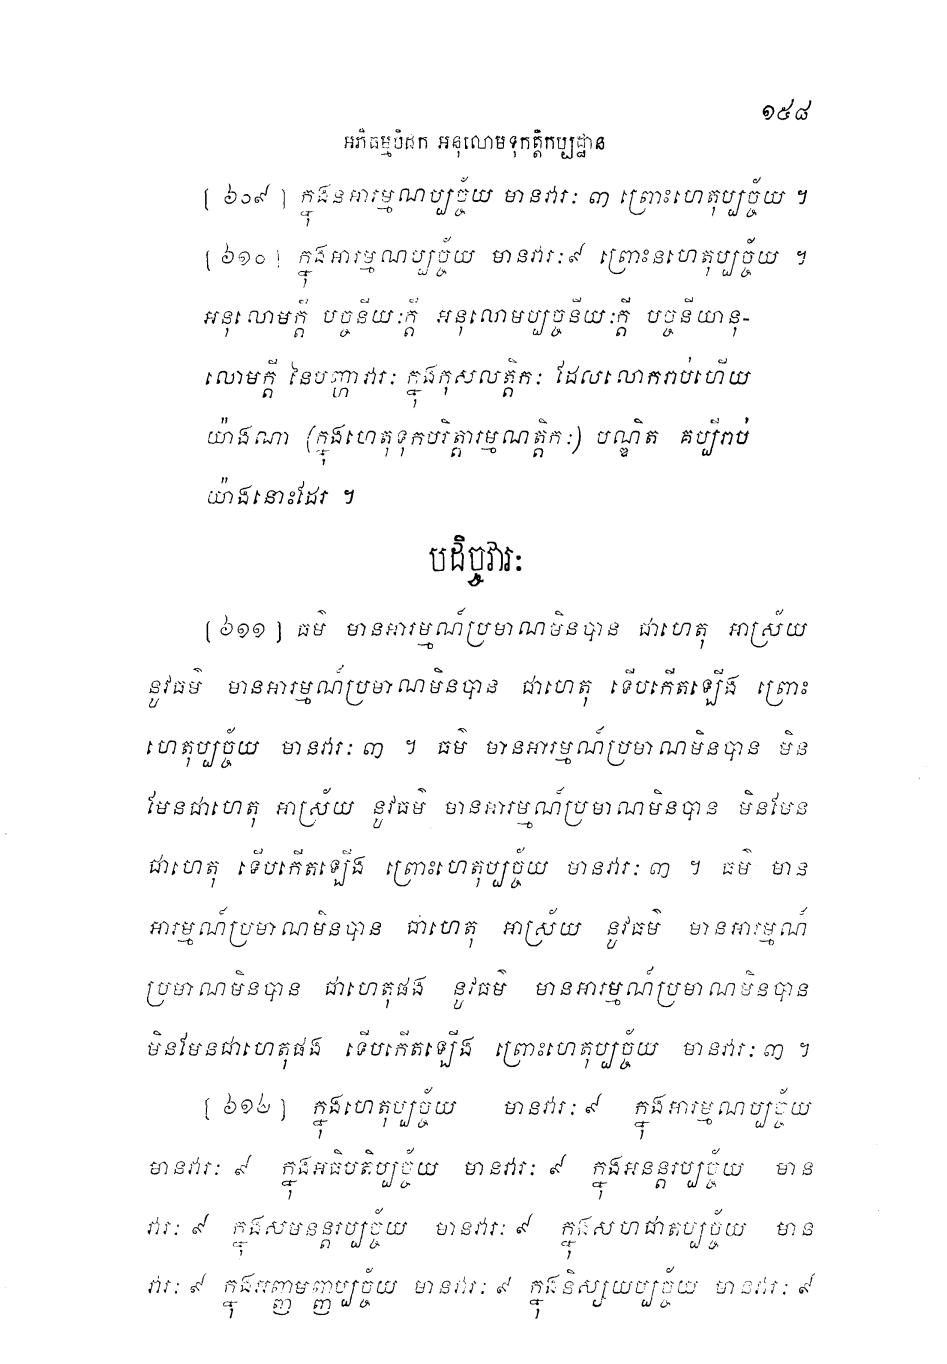 ១៥៨
អភិធម្មបិដក អនុលោមទុកត្តិកប្បដ្ឋាន
[ ៦០៩ ] ក្នុងនអារម្មណប្បច្ច័យ មានវារៈ ៣ ព្រោះហេតុប្បច្ច័យ ។
[ ៦១០ ] ក្នុងអារម្មណប្បច្ច័យ មានវារៈ ៩ ព្រោះនហេតុប្បច្ច័យ ។
អនុលោមក្តី បច្ចនីយៈក្តី អនុលោមប្បច្ចនីយៈក្តី បច្ចនីយានុ-
លោមក្តី នៃបញ្ហាវារៈ ក្នុងកុសលត្តិកៈ ដែលលោករាប់ហើយ
យ៉ាងណា (ក្នុងហេតុទុកបរិត្តារម្មណត្តិកៈ) បណ្ឌិត គប្បីរាប់
យ៉ាងនោះដែរ ។
បដិច្ចវារៈ
[ ៦១១ ] ធម៌ មានអារម្មណ៍ប្រមាណមិនបាន ជាហេតុ អាស្រ័យ
នូវធម៌ មានអារម្មណ៍ប្រមាណមិនបាន ជាហេតុ ទើបកើតឡើង ព្រោះ
ហេតុប្បច្ច័យ មានវារៈ ៣ ។ ធម៌ មានអារម្មណ៍ប្រមាណមិនបាន មិន
មែនជាហេតុ អាស្រ័យ នូវធម៌ មានអារម្មណ៍ប្រមាណមិនបាន មិនមែន
ជាហេតុ ទើបកើតឡើង ព្រោះហេតុប្បច្ច័យ មានវារៈ ៣ ។ ធម៌ មាន
អារម្មណ៍ប្រមាណមិនបាន ជាហេតុ អាស្រ័យ នូវធម៌ មានអារម្មណ៍
ប្រមាណមិនបាន ជាហេតុផង នូវធម៌ មានអារម្មណ៍ប្រមាណមិនបាន
មិនមែនជាហេតុផង ទើបកើតឡើង ព្រោះហេតុប្បច្ច័យ មានវារៈ ៣ ។
[ ៦១២ ] ក្នុងហេតុប្បច្ច័យ មានវារៈ ៩ ក្នុងអារម្មណប្បច្ច័យ
មានវារៈ ៩ ក្នុងអធិបតិប្បច្ច័យ មានវារៈ ៩ ក្នុងអនន្តរប្បច្ច័យ មាន
វារៈ ៩ ក្នុងសមនន្តរប្បច្ច័យ មានវារៈ ៩ ក្នុងសហជាតប្បច្ច័យ មាន
វារៈ ៩ ក្នុងអញ្ញាមញ្ញប្បច្ច័យ មានវារៈ ៩ ក្នុងនិស្សយប្បច្ច័យ មានវារៈ ៩